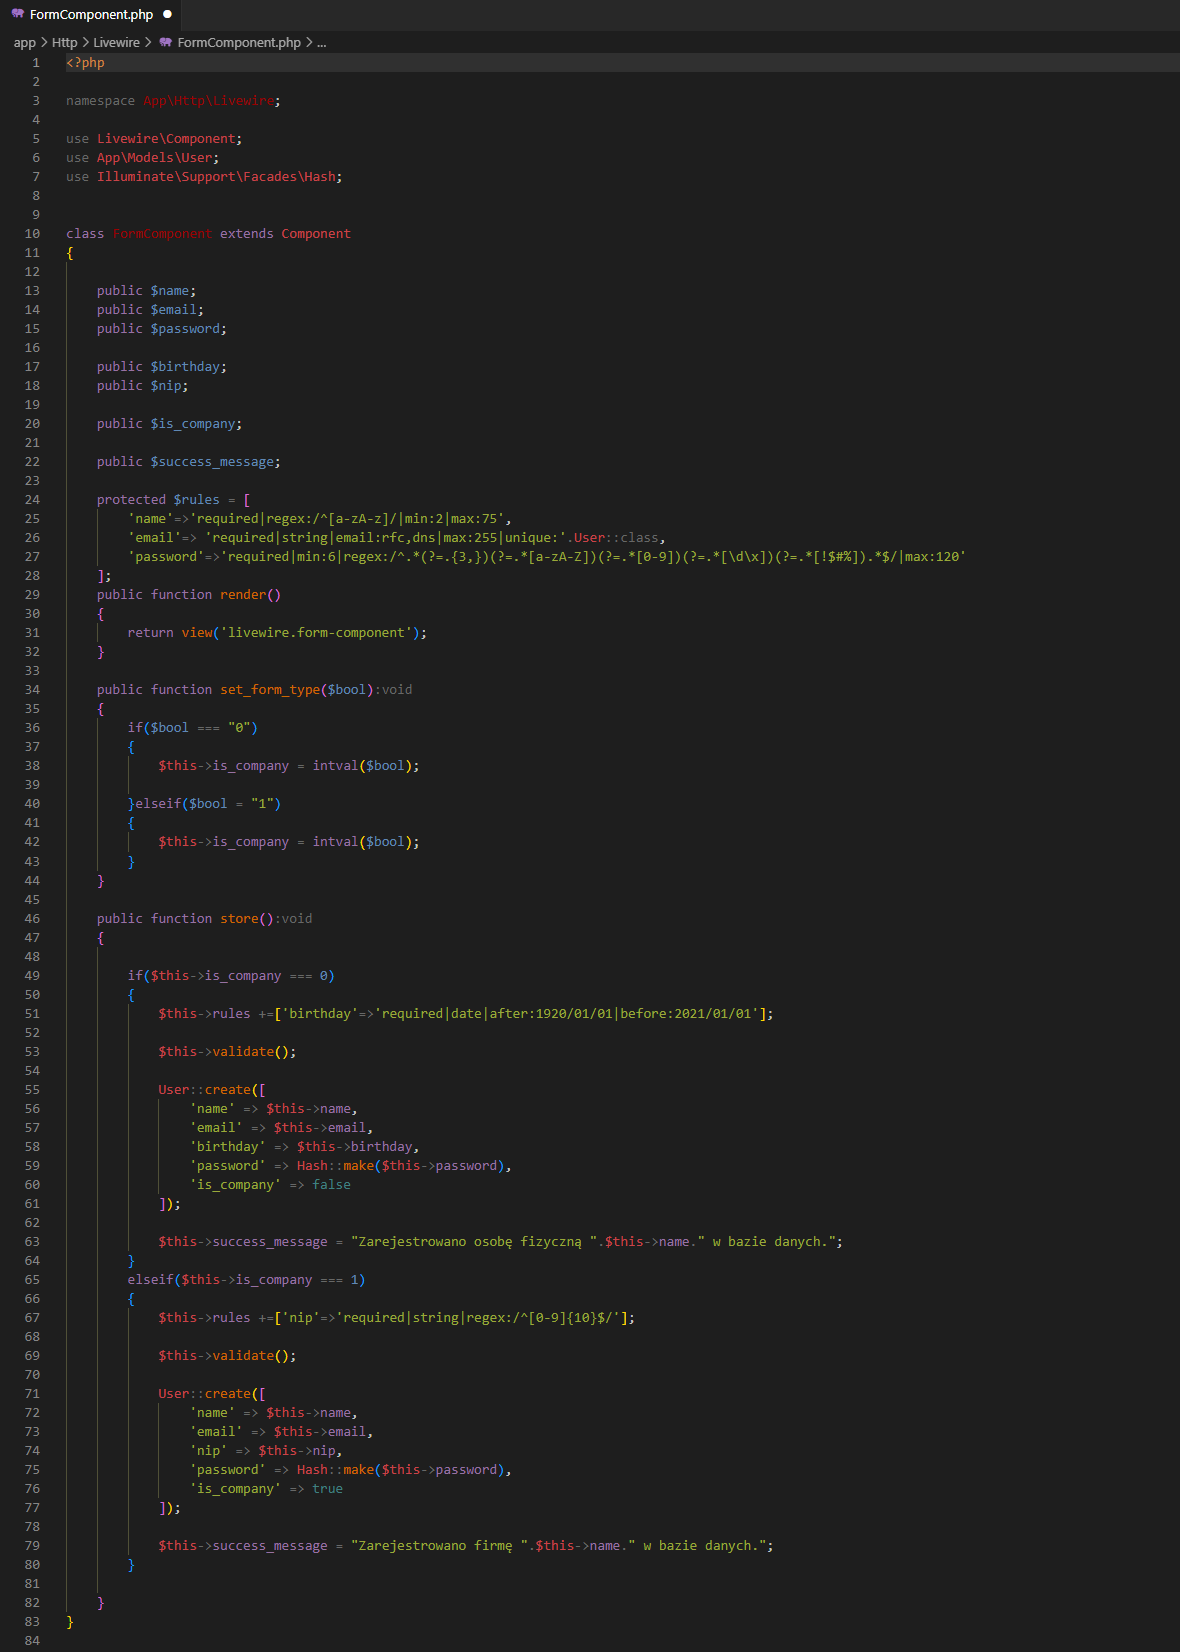 FormComponent.php
app > Http > Livewire > FormComponent.php > ...
1 <?php
2
3 namespace App\Http\Livewire;
4
5 use Livewire\Component;
6 use App\Models\User;
7 use Illuminate\Support\Facades\Hash;
8
9
10 class FormComponent extends Component
11 {
12
13     public $name;
14     public $email;
15     public $password;
16
17     public $birthday;
18     public $nip;
19
20     public $is_company;
21
22     public $success_message;
23
24     protected $rules = [
25         'name'=>'required|regex:/^[a-zA-z]/|min:2|max:75',
26         'email'=> 'required|string|email:rfc,dns|max:255|unique:'.User::class,
27         'password'=>'required|min:6|regex:/^.*(?=.{3,})(?=.*[a-zA-Z])(?=.*[0-9])(?=.*[\d\x])(?=.*[!$#%]).*$/|max:120'
28     ];
29     public function render()
30     {
31         return view('livewire.form-component');
32     }
33
34     public function set_form_type($bool):void
35     {
36         if($bool === "0")
37         {
38             $this->is_company = intval($bool);
39
40         }elseif($bool = "1")
41         {
42             $this->is_company = intval($bool);
43         }
44     }
45
46     public function store():void
47     {
48
49         if($this->is_company === 0)
50         {
51             $this->rules +=['birthday'=>'required|date|after:1920/01/01|before:2021/01/01'];
52
53             $this->validate();
54
55             User::create([
56                 'name' => $this->name,
57                 'email' => $this->email,
58                 'birthday' => $this->birthday,
59                 'password' => Hash::make($this->password),
60                 'is_company' => false
61             ]);
62
63             $this->success_message = "Zarejestrowano osobę fizyczną ".$this->name." w bazie danych.";
64         }
65         elseif($this->is_company === 1)
66         {
67             $this->rules +=['nip'=>'required|string|regex:/^[0-9]{10}$/'];
68
69             $this->validate();
70
71             User::create([
72                 'name' => $this->name,
73                 'email' => $this->email,
74                 'nip' => $this->nip,
75                 'password' => Hash::make($this->password),
76                 'is_company' => true
77             ]);
78
79             $this->success_message = "Zarejestrowano firmę ".$this->name." w bazie danych.";
80         }
81
82     }
83 }
84